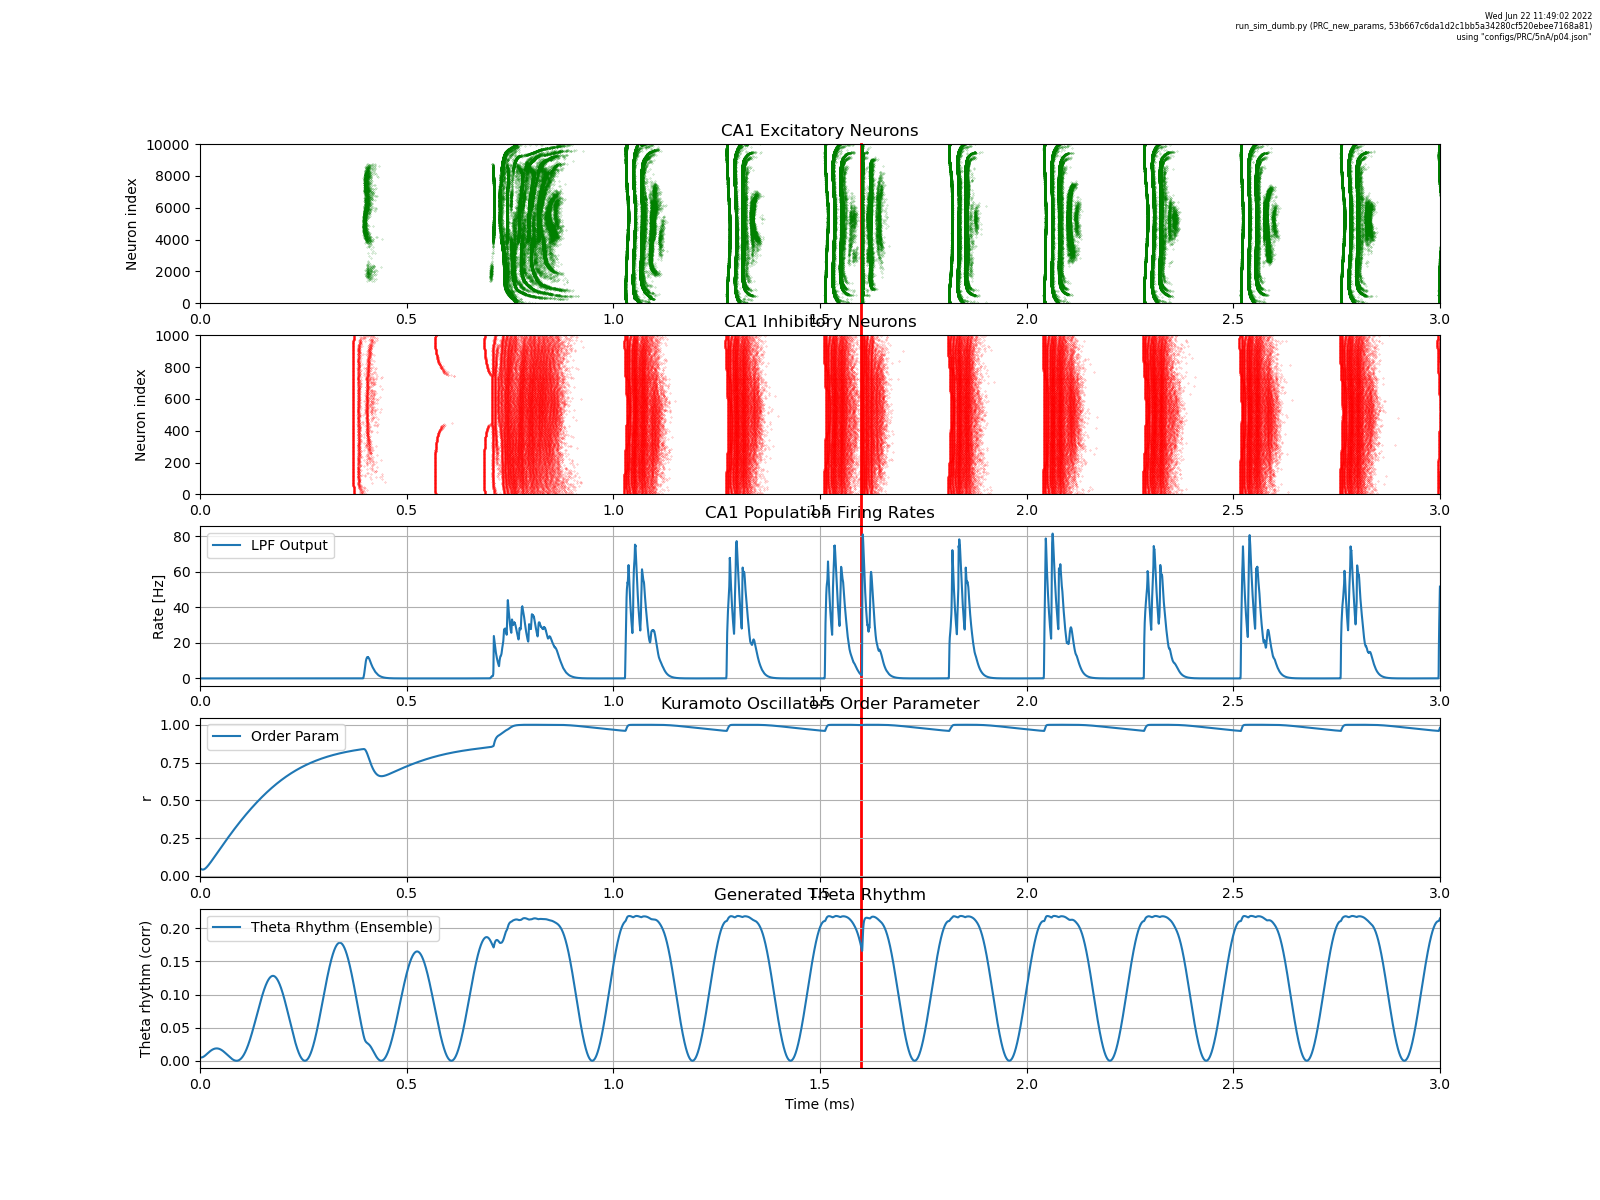 Wed Jun 22 11:49:02 2022
run_sim_dumb.py (PRC_new_params, 53b667c6da1d2c1bb5a34280cf520ebee7168a81)
using "configs/PRC/5nA/p04.json"
CA1 Excitatory Neurons
Neuron index
10000
8000
6000
4000
2000
0
0.0 0.5 1.0 1.5 2.0 2.5 3.0
CA1 Inhibitory Neurons
Neuron index
1000
800
600
400
200
0
0.0 0.5 1.0 1.5 2.0 2.5 3.0
CA1 Population Firing Rates
Rate [Hz]
80
60
40
20
0
LPF Output
0.0 0.5 1.0 1.5 2.0 2.5 3.0
Kuramoto Oscillators Order Parameter
r
1.00
0.75
0.50
0.25
0.00
Order Param
0.0 0.5 1.0 1.5 2.0 2.5 3.0
Generated Theta Rhythm
Theta rhythm (corr)
0.20
0.15
0.10
0.05
0.00
Theta Rhythm (Ensemble)
0.0 0.5 1.0 1.5 2.0 2.5 3.0
Time (ms)